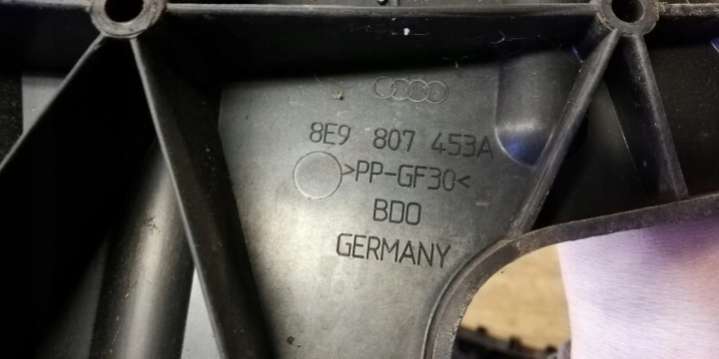 8E9 807 453A
>PP-GF30<
BDO
GERMANY